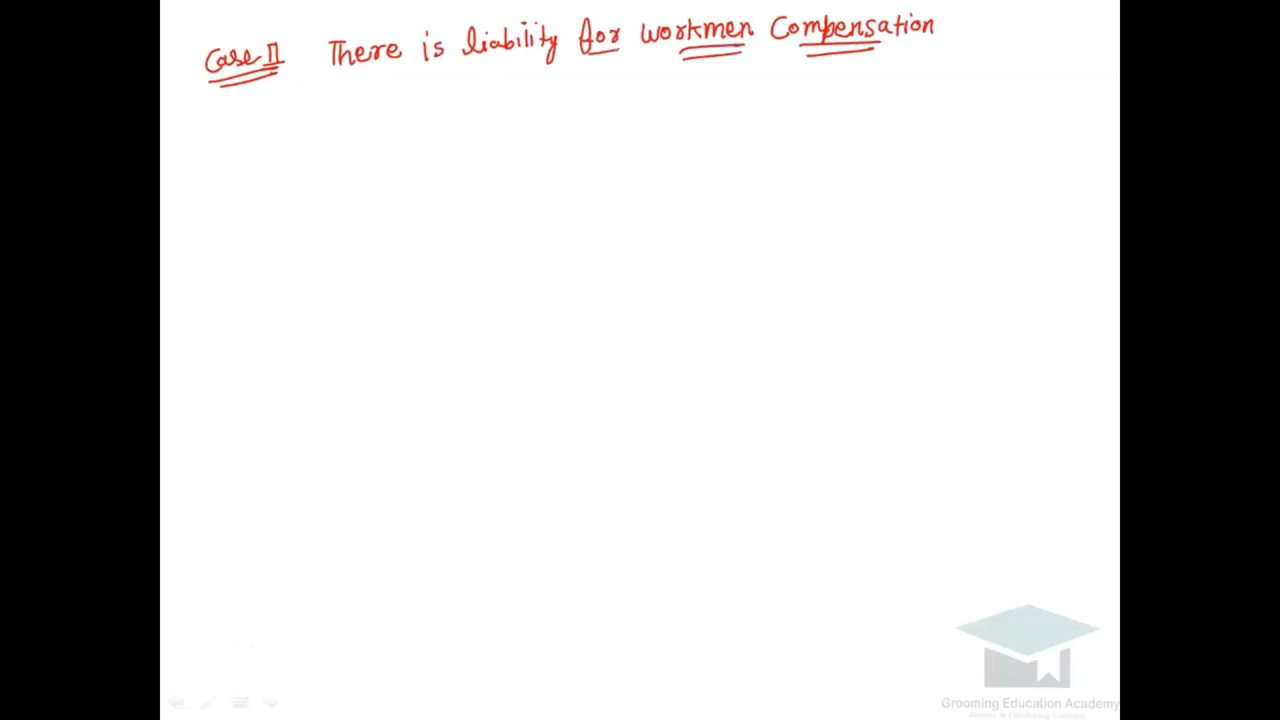 Case II There is liability for workmen Compensation
Grooming Education Academy